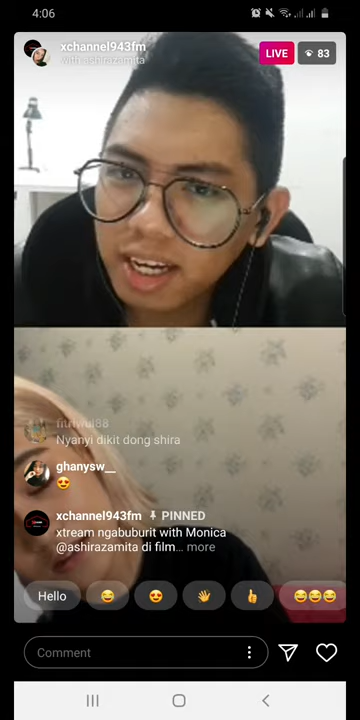 4:06
xchannel943fm
with ashirazamita
LIVE
83
fitriwul88
Nyanyi dikit dong shira
ghanysw__
xchannel943fm PINNED
xtream ngabuburit with Monica
@ashirazamita di film... more
Hello
Comment